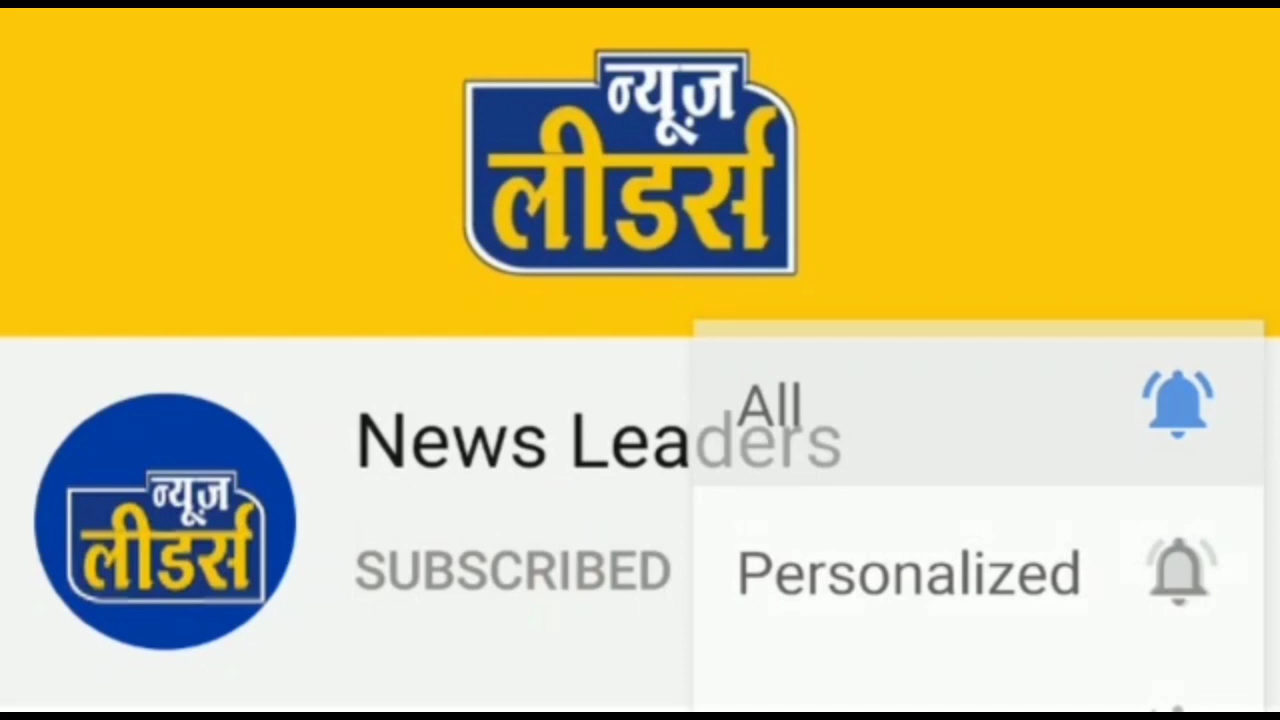 न्यूज़
लीडर्स
All
News Leaders
न्यूज़
लीडर्स
SUBSCRIBED
Personalized